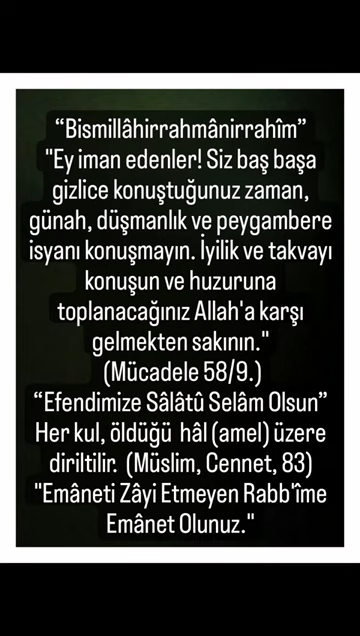 “Bismillâhirrahmânirrahîm”
"Ey iman edenler! Siz baş başa
gizlice konuştuğunuz zaman,
günah, düşmanlık ve peygambere
isyanı konuşmayın. İyilik ve takvayı
konuşun ve huzuruna
toplanacağınız Allah'a karşı
gelmekten sakının."
(Mücadele 58/9.)
“Efendimize Sâlâtû Selâm Olsun”
Her kul, öldüğü hâl (amel) üzere
diriltilir. (Müslim, Cennet, 83)
"Emâneti Zâyi Etmeyen Rabb'îme
Emânet Olunuz."